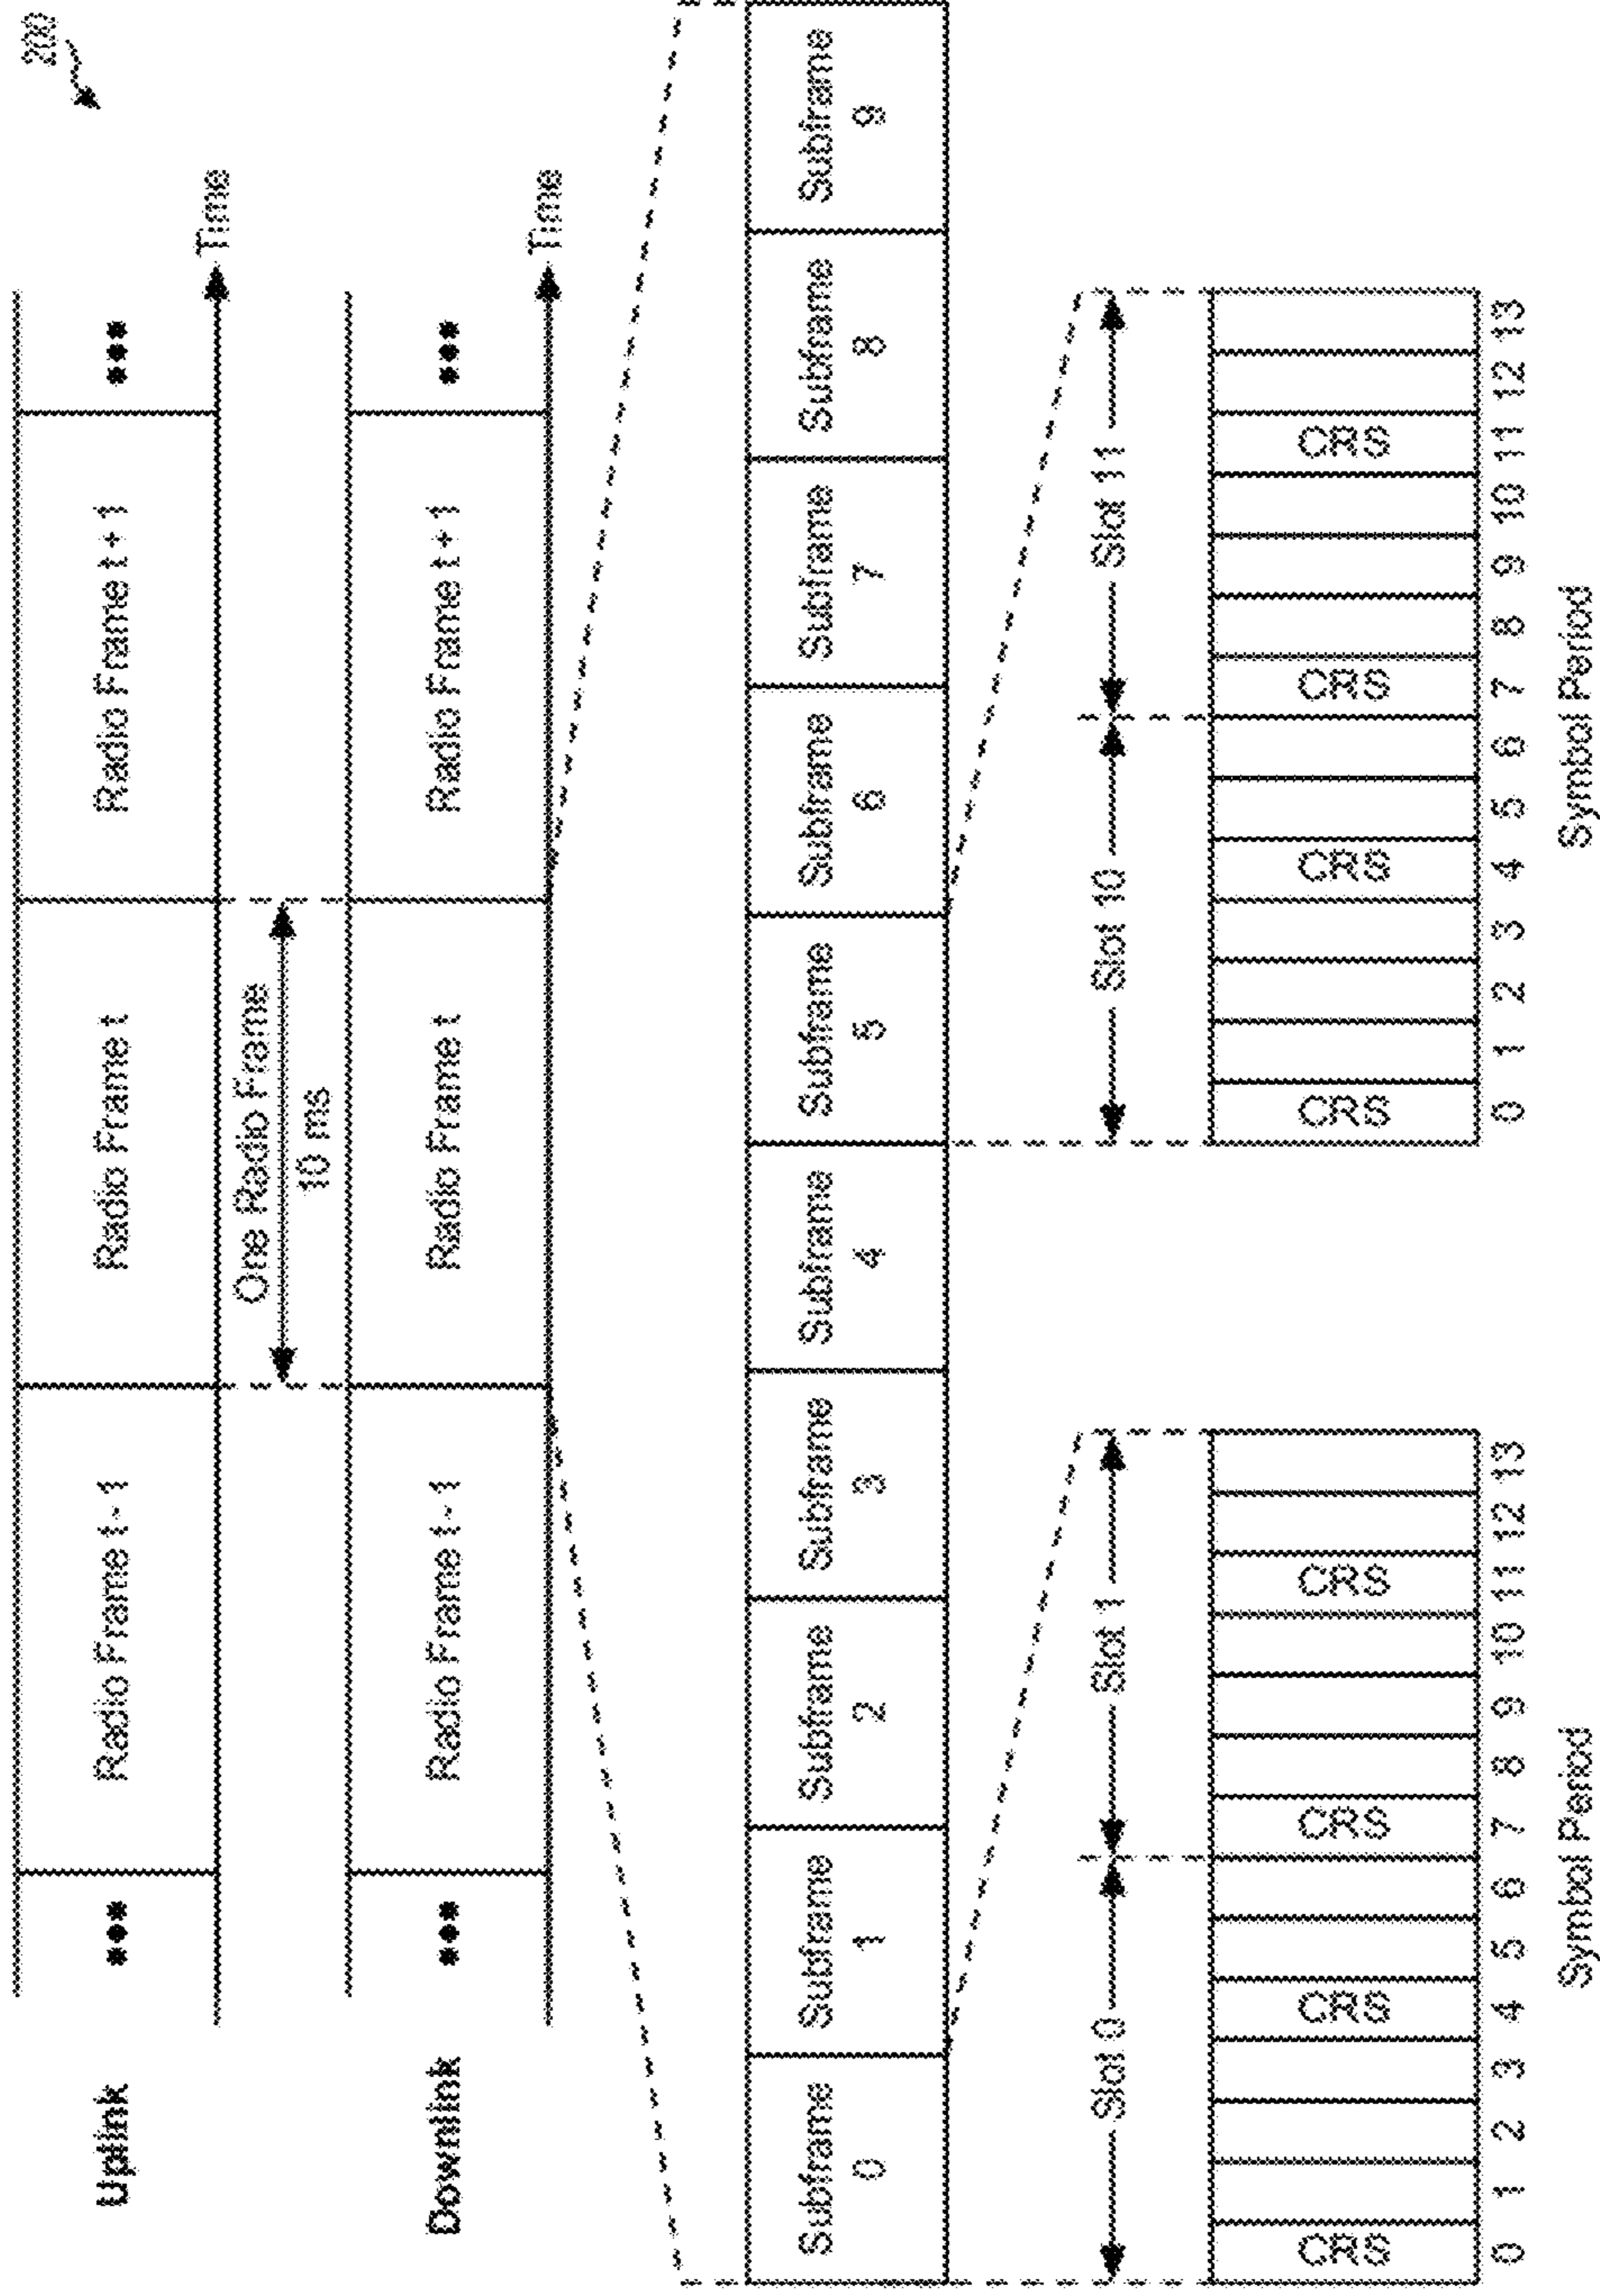 200
Uplink
••• Radio Frame t - 1 Radio Frame t Radio Frame t + 1 •••
Time
One Radio Frame
10 ms
Downlink
••• Radio Frame t - 1 Radio Frame t Radio Frame t + 1 •••
Time
Subframe Subframe Subframe Subframe Subframe Subframe Subframe Subframe Subframe Subframe
0 1 2 3 4 5 6 7 8 9
Slot 0 Slot 1
CRS CRS CRS CRS
0 1 2 3 4 5 6 7 8 9 10 11 12 13
Symbol Period
Slot 10 Slot 11
CRS CRS CRS CRS
0 1 2 3 4 5 6 7 8 9 10 11 12 13
Symbol Period